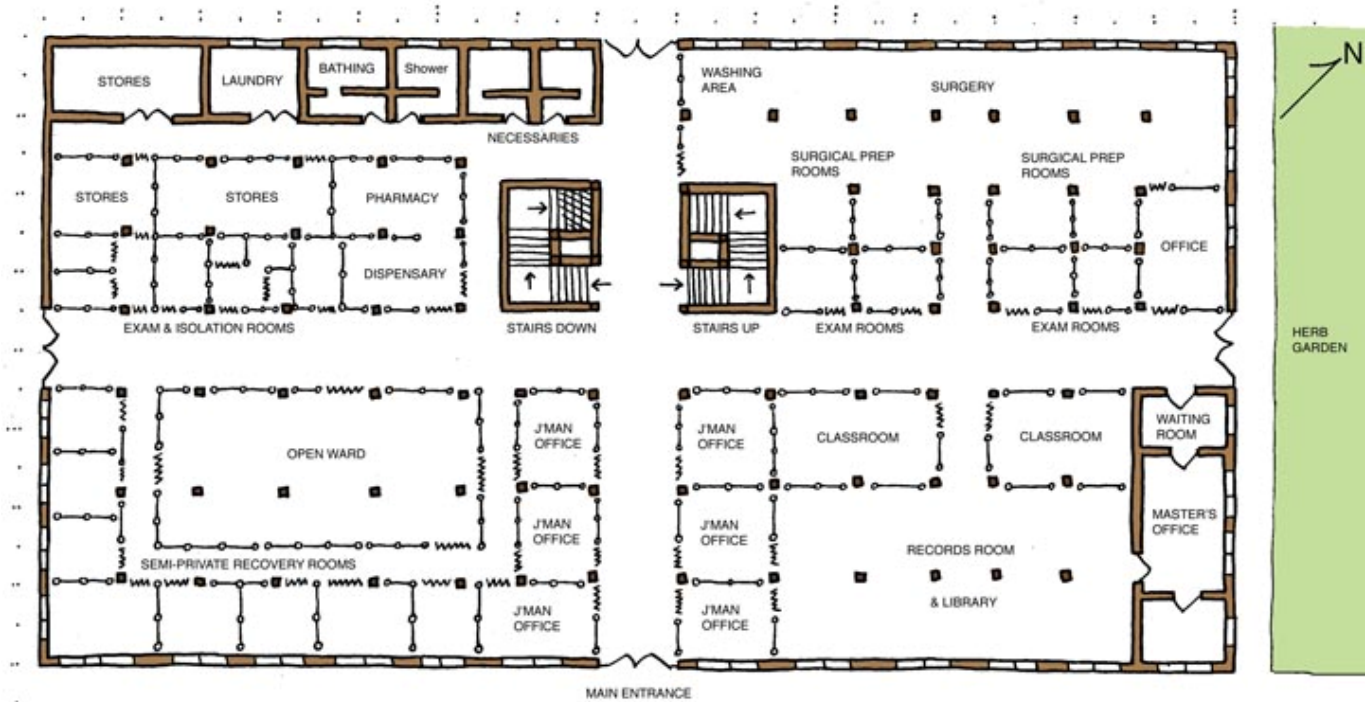 N
STORES
LAUNDRY
BATHING
Shower
WASHING
AREA
SURGERY
NECESSARIES
SURGICAL PREP
ROOMS
SURGICAL PREP
ROOMS
STORES
STORES
PHARMACY
OFFICE
DISPENSARY
EXAM & ISOLATION ROOMS
STAIRS DOWN
STAIRS UP
EXAM ROOMS
EXAM ROOMS
HERB
GARDEN
J'MAN
OFFICE
J'MAN
OFFICE
CLASSROOM
CLASSROOM
WAITING
ROOM
OPEN WARD
J'MAN
OFFICE
J'MAN
OFFICE
MASTER'S
OFFICE
SEMI-PRIVATE RECOVERY ROOMS
RECORDS ROOM
& LIBRARY
J'MAN
OFFICE
J'MAN
OFFICE
MAIN ENTRANCE